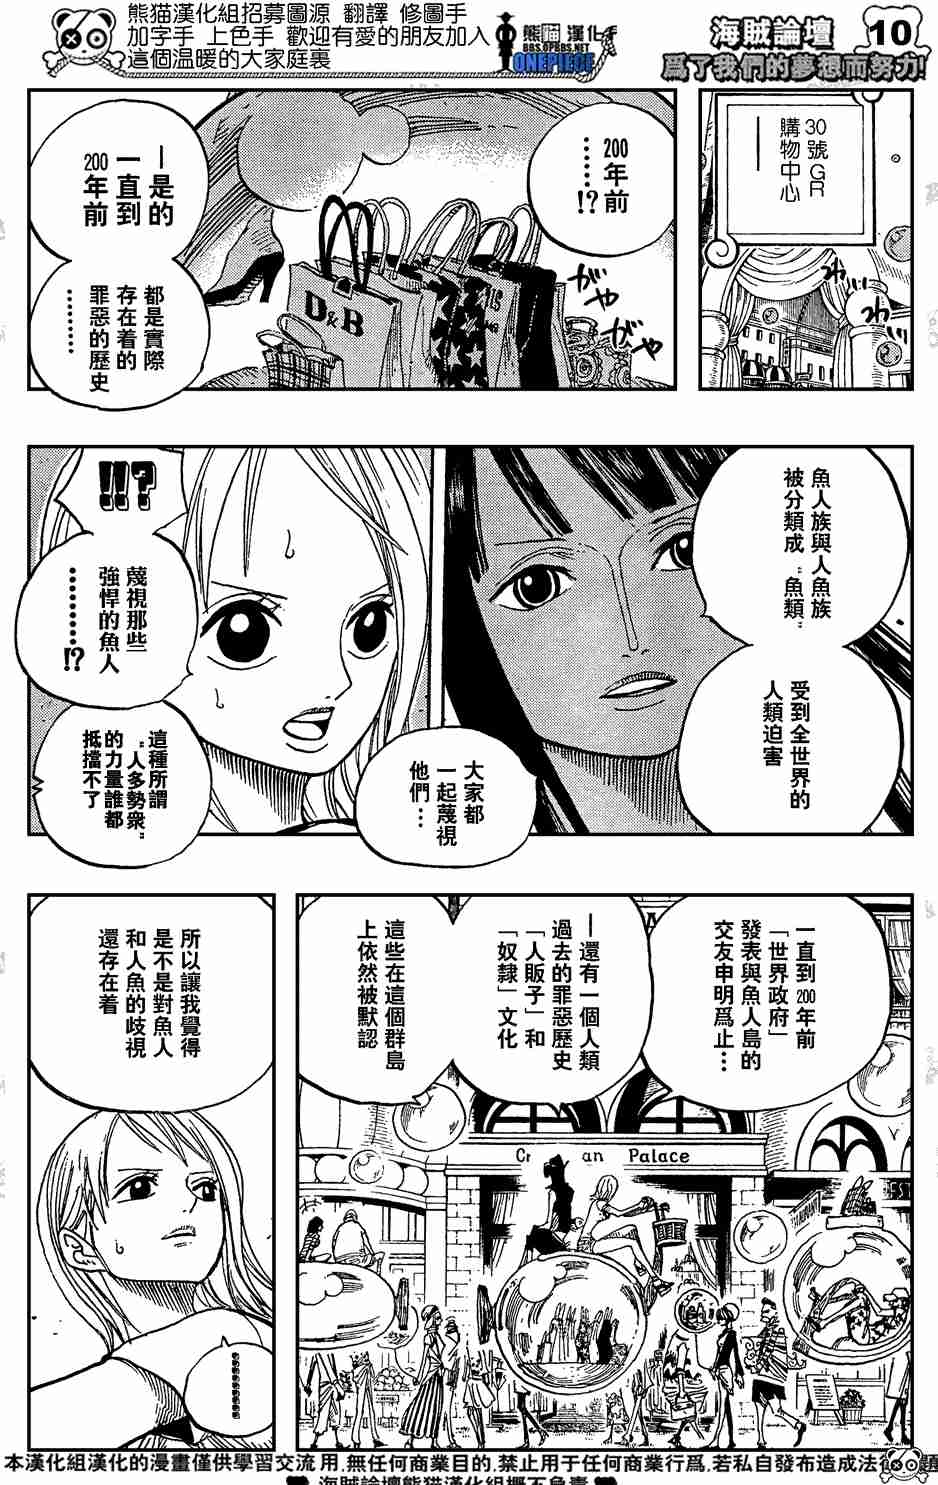 熊猫漢化組招募圖源 翻譯 修圖手
加字手 上色手 歡迎有愛的朋友加入
這個温暖的大家庭裏
熊猫 漢化手
BBS.OPBBS.NET
ONEPIECE
海賊論壇
爲了我們的夢想而努力!
10
30號GR
購物中心
——
200年前
……!?
—是的
一直到
200年前
都是實際
存在着的
罪惡的歷史
………
がや
がや
わい
わい
D&B
魚人族與人魚族
被分類成〝魚類〞
受到全世界的
人類迫害
!!?
蔑視那些
強悍的魚人
………!?
大家都
一起蔑視
他們…
這種所謂
〝人多勢衆〞
的力量誰都
抵擋不了
一直到200年前
「世界政府」
發表與魚人島的
交友申明爲止…
—還有一個人類
過去的罪惡歷史
「人販子」和
「奴隸」文化
這些在這個群島
上依然被默認
Palace
所以讓我覺得
是不是對魚人
和人魚的歧視
還存在着
………
本漢化組漢化的漫畫僅供學習交流用,無任何商業目的,禁止用于任何商業行爲,若私自發布造成法
題
海賊論壇熊猫漢化組概不負責